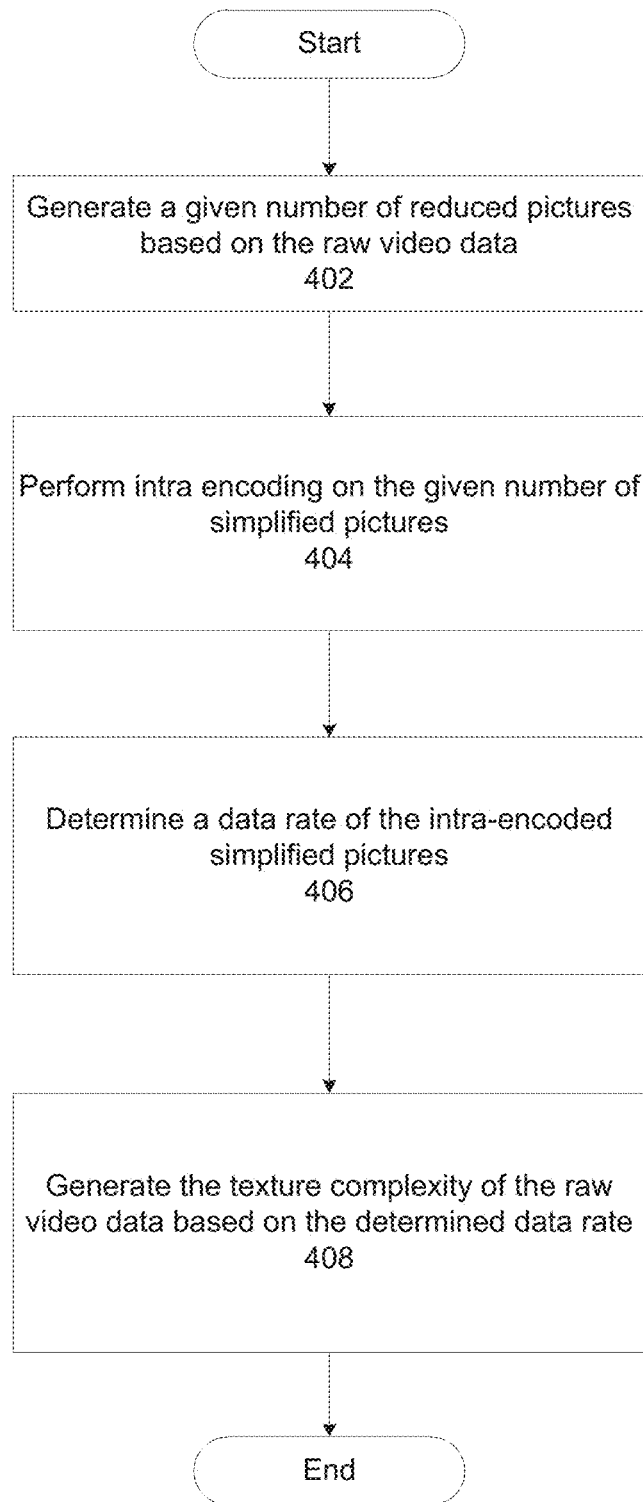 Start
Generate a given number of reduced pictures
based on the raw video data
402
Perform intra encoding on the given number of
simplified pictures
404
Determine a data rate of the intra-encoded
simplified pictures
406
Generate the texture complexity of the raw
video data based on the determined data rate
408
End